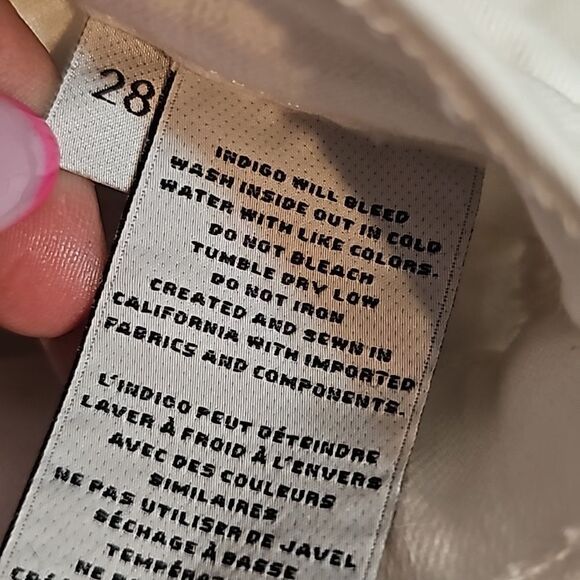 28
INDIGO WILL BLEED
WASH INSIDE OUT IN COLD
WATER WITH LIKE COLORS.
DO NOT BLEACH
TUMBLE DRY LOW
DO NOT IRON
CREATED AND SEWN IN
CALIFORNIA WITH IMPORTED
FABRICS AND COMPONENTS.
L'INDIGO PEUT DÉTEINDRE
LAVER À FROID À L'ENVERS
AVEC DES COULEURS
SIMILAIRES
NE PAS UTILISER DE JAVEL
SÉCHAGE À BASSE
NE